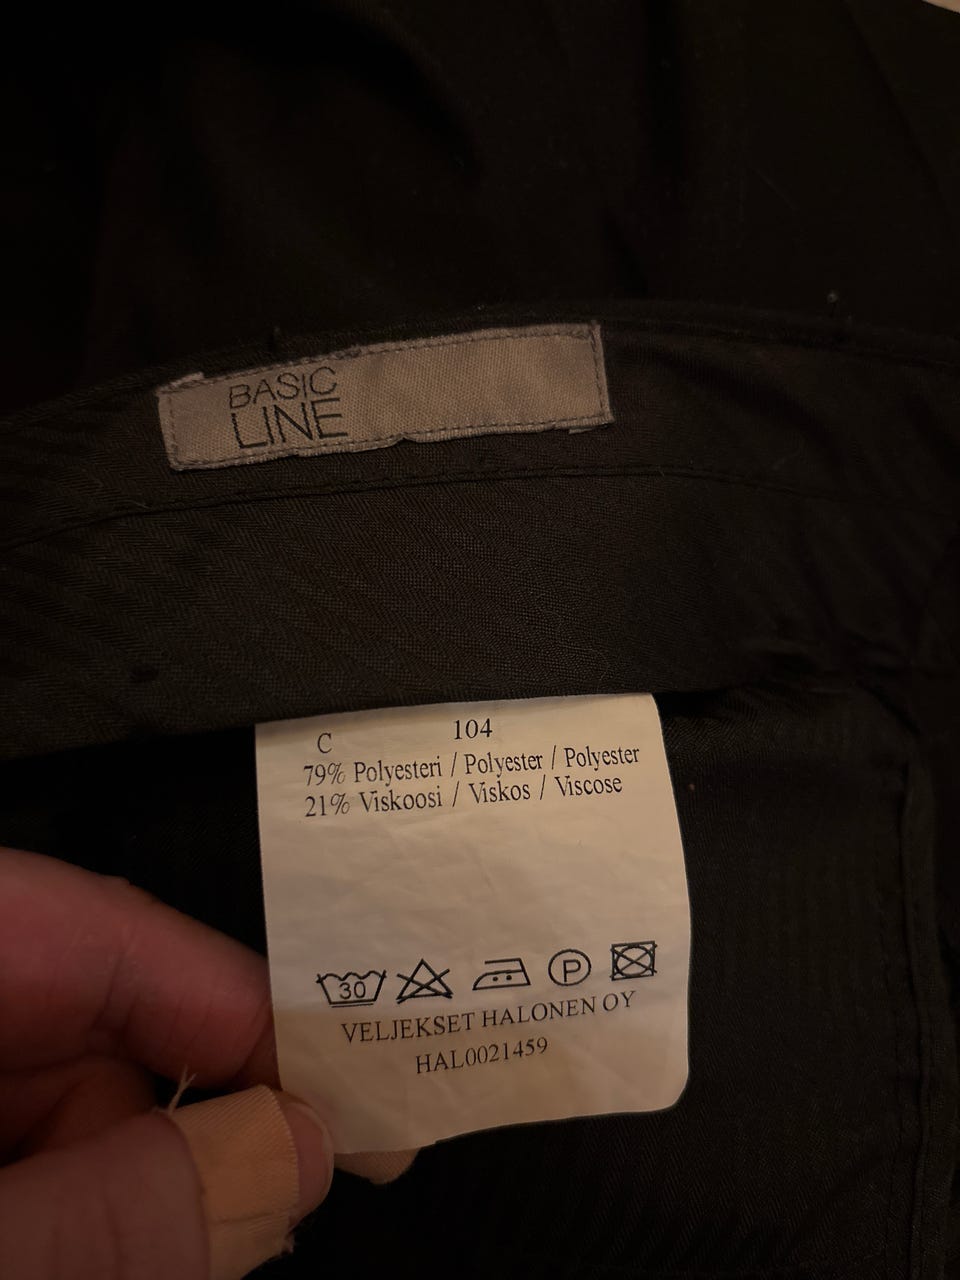 BASIC
LINE
C 104
79% Polyesteri / Polyester / Polyester
21% Viskoosi / Viskos / Viscose
30 P
VELJEKSET HALONEN OY
HAL0021459